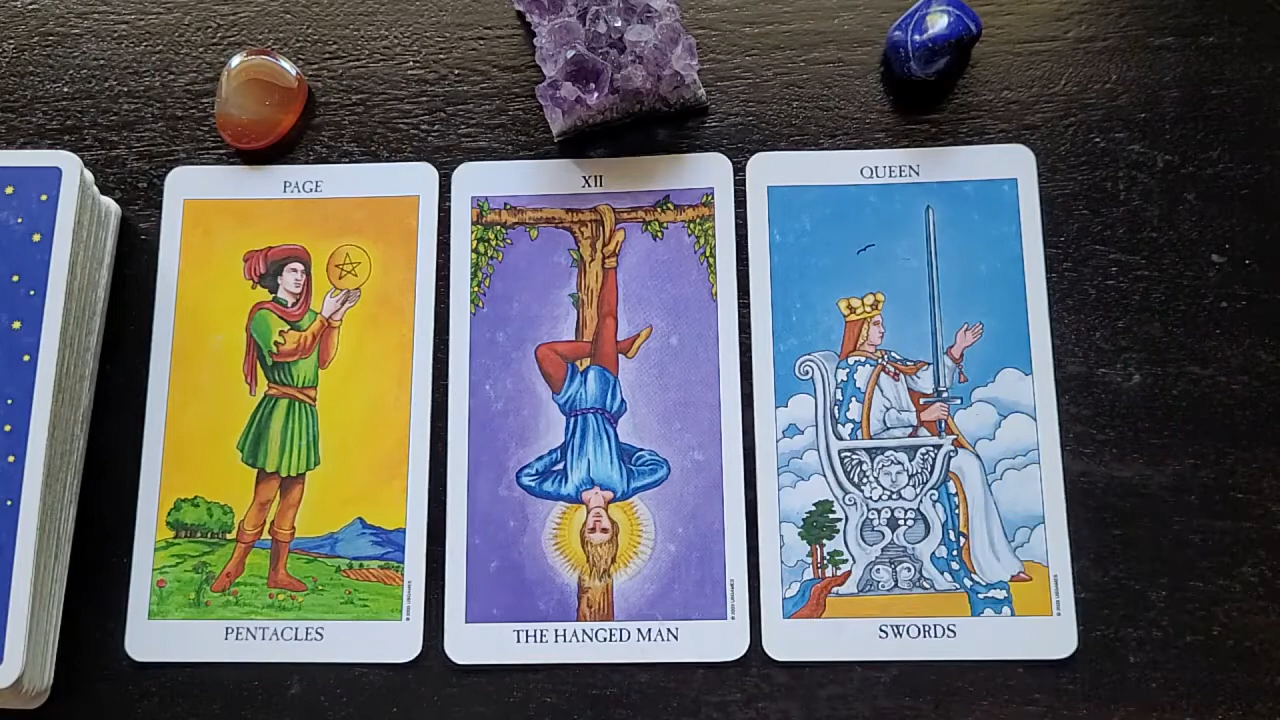 PAGE
PENTACLES
XII
THE HANGED MAN
QUEEN
SWORDS